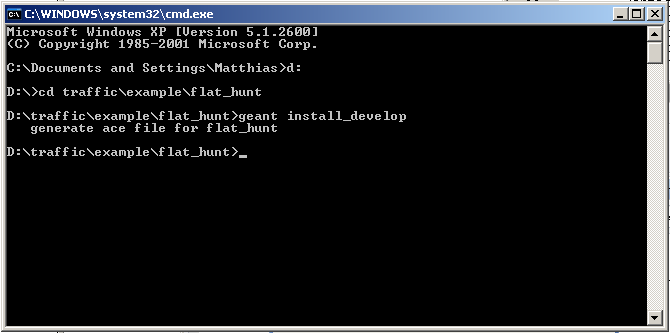 C:\WINDOWS\system32\cmd.exe
Microsoft Windows XP [Version 5.1.2600]
(C) Copyright 1985-2001 Microsoft Corp.
C:\Documents and Settings\Matthias>d:
D:\>cd traffic\example\flat_hunt
D:\traffic\example\flat_hunt>geant install_develop
generate ace file for flat_hunt
D:\traffic\example\flat_hunt>_